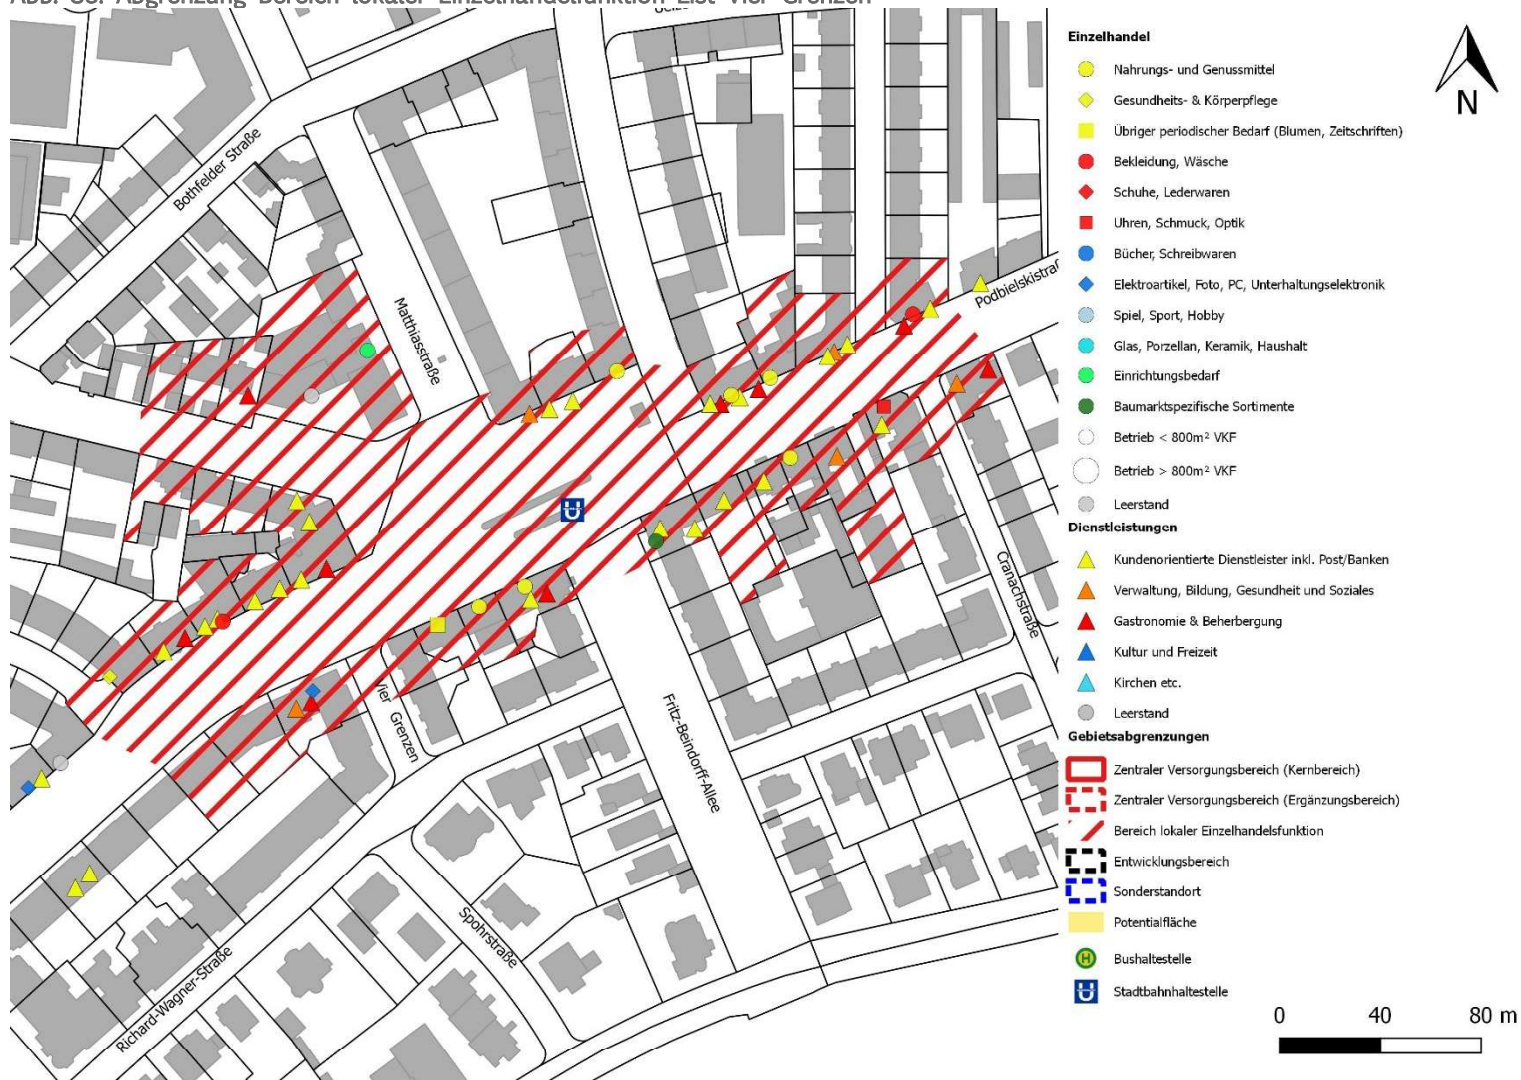 Einzelhandel
Nahrungs- und Genussmittel
Gesundheits- & Körperpflege
Übriger periodischer Bedarf (Blumen, Zeitschriften)
Bekleidung, Wäsche
Schuhe, Lederwaren
Uhren, Schmuck, Optik
Bücher, Schreibwaren
Elektroartikel, Foto, PC, Unterhaltungselektronik
Spiel, Sport, Hobby
Glas, Porzellan, Keramik, Haushalt
Einrichtungsbedarf
Baumarktspezifische Sortimente
Betrieb < 800m² VKF
Betrieb > 800m² VKF
Leerstand
Dienstleistungen
Kundenorientierte Dienstleister inkl. Post/Banken
Verwaltung, Bildung, Gesundheit und Soziales
Gastronomie & Beherbergung
Kultur und Freizeit
Kirchen etc.
Leerstand
Gebietsabgrenzungen
Zentraler Versorgungsbereich (Kernbereich)
Zentraler Versorgungsbereich (Ergänzungsbereich)
Bereich lokaler Einzelhandelsfunktion
Entwicklungsbereich
Sonderstandort
Potentialfläche
H Bushaltestelle
U Stadtbahnhaltestelle
N
0 40 80 m
Bothfelder Straße
Matthiasstraße
Podbielskistraß
U
Cranachstraße
Vier Grenzen
Fritz-Beindorff-Allee
Spohrstraße
Richard-Wagner-Straße